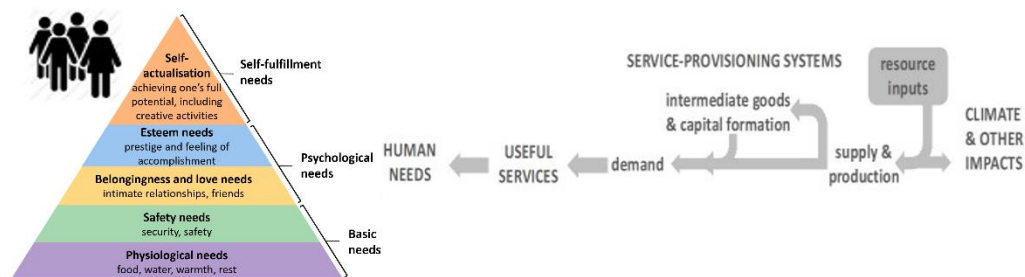 Self-
actualisation
achieving one's full
potential, including
creative activities
Esteem needs
prestige and feeling of
accomplishment
Belongingness and love needs
intimate relationships, friends
Safety needs
security, safety
Physiological needs
food, water, warmth, rest
Self-fulfillment
needs
Psychological
needs
Basic
needs
HUMAN
NEEDS
USEFUL
SERVICES
demand
SERVICE-PROVISIONING SYSTEMS
intermediate goods
& capital formation
supply &
production
resource
inputs
CLIMATE
& OTHER
IMPACTS